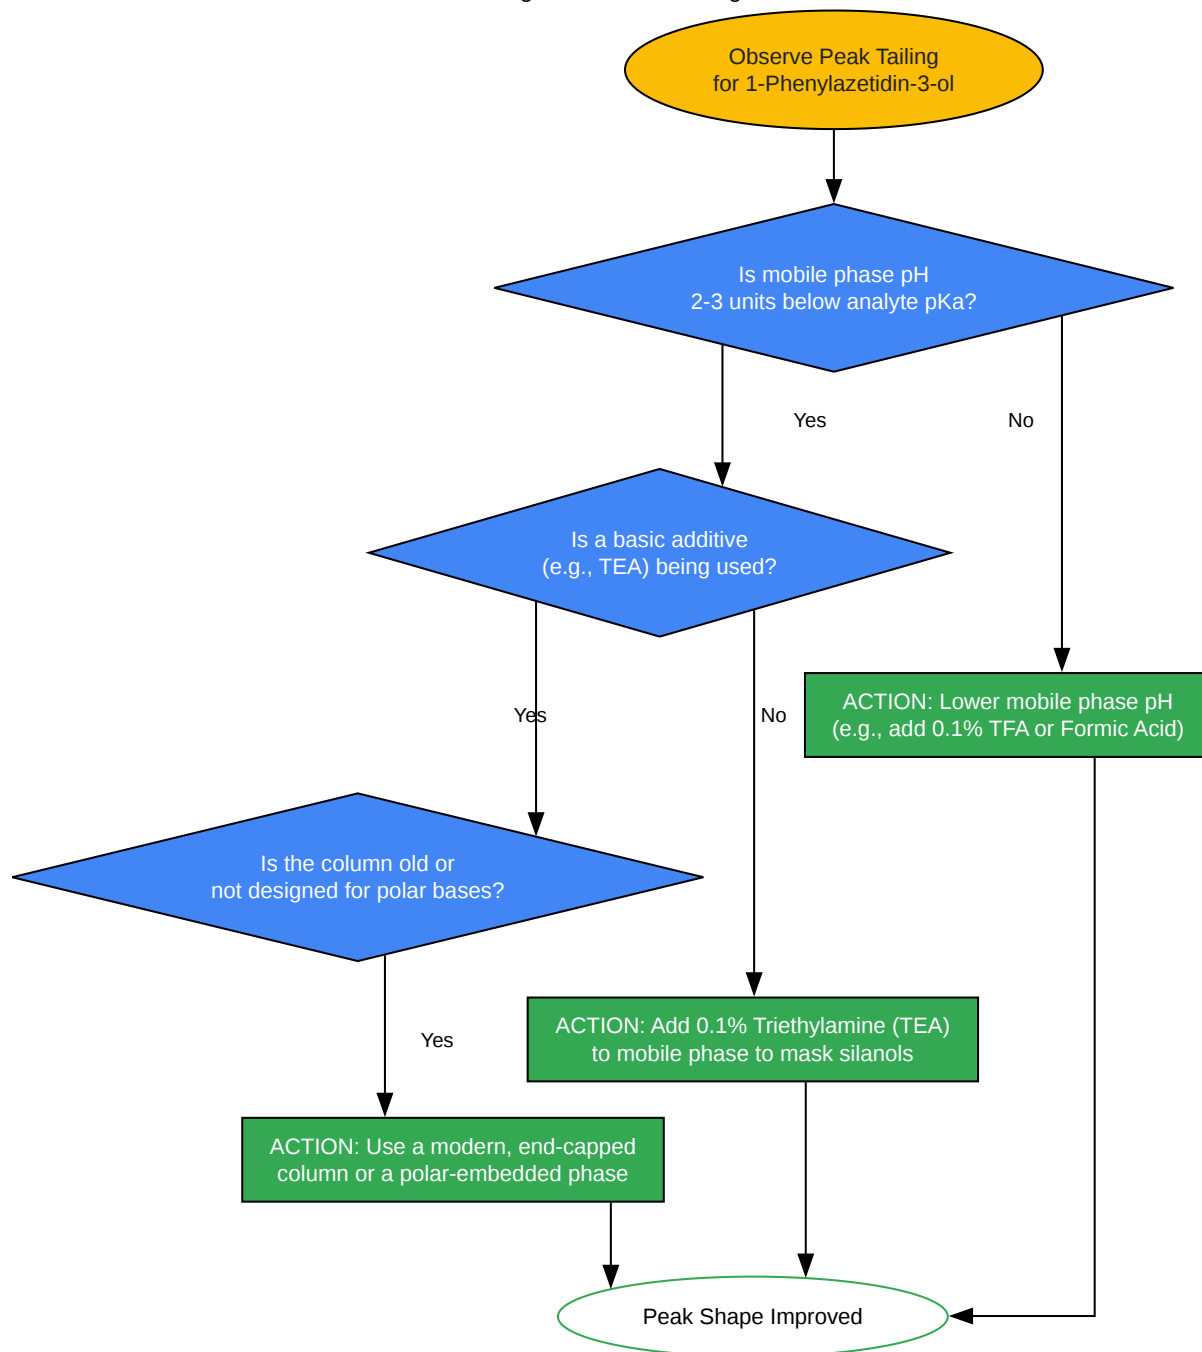 Observe Peak Tailing
for 1-Phenylazetidin-3-ol
Is mobile phase pH
2-3 units below analyte pKa?
Yes
No
Is a basic additive
(e.g., TEA) being used?
Yes
No
ACTION: Lower mobile phase pH
(e.g., add 0.1% TFA or Formic Acid)
Is the column old or
not designed for polar bases?
Yes
ACTION: Add 0.1% Triethylamine (TEA)
to mobile phase to mask silanols
ACTION: Use a modern, end-capped
column or a polar-embedded phase
Peak Shape Improved